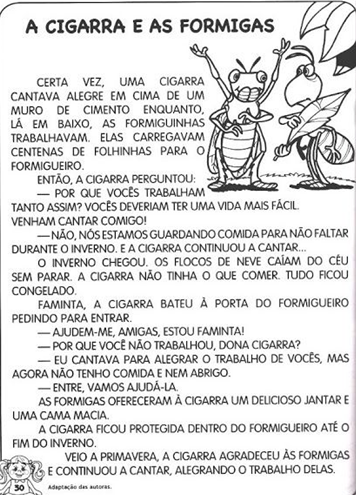 A CIGARRA E AS FORMIGAS
CERTA VEZ, UMA CIGARRA
CANTAVA ALEGRE EM CIMA DE UM
MURO DE CIMENTO ENQUANTO,
LÁ EM BAIXO, AS FORMIGUINHAS
TRABALHAVAM. ELAS CARREGAVAM
CENTENAS DE FOLHINHAS PARA O
FORMIGUEIRO.
ENTÃO, A CIGARRA PERGUNTOU:
— POR QUE VOCÊS TRABALHAM
TANTO ASSIM? VOCÊS DEVERIAM TER UMA VIDA MAIS FÁCIL.
VENHAM CANTAR COMIGO!
— NÃO, NÓS ESTAMOS GUARDANDO COMIDA PARA NÃO FALTAR
DURANTE O INVERNO. E A CIGARRA CONTINUOU A CANTAR...
O INVERNO CHEGOU. OS FLOCOS DE NEVE CAÍAM DO CÉU
SEM PARAR. A CIGARRA NÃO TINHA O QUE COMER. TUDO FICOU
CONGELADO.
FAMINTA, A CIGARRA BATEU À PORTA DO FORMIGUEIRO
PEDINDO PARA ENTRAR.
— AJUDEM-ME, AMIGAS, ESTOU FAMINTA!
— POR QUE VOCÊ NÃO TRABALHOU, DONA CIGARRA?
— EU CANTAVA PARA ALEGRAR O TRABALHO DE VOCÊS, MAS
AGORA NÃO TENHO COMIDA E NEM ABRIGO.
— ENTRE, VAMOS AJUDÁ-LA.
AS FORMIGAS OFERECERAM À CIGARRA UM DELICIOSO JANTAR E
UMA CAMA MACIA.
A CIGARRA FICOU PROTEGIDA DENTRO DO FORMIGUEIRO ATÉ O
FIM DO INVERNO.
VEIO A PRIMAVERA, A CIGARRA AGRADECEU ÀS FORMIGAS
E CONTINUOU A CANTAR, ALEGRANDO O TRABALHO DELAS.
30
Adaptação das autoras.